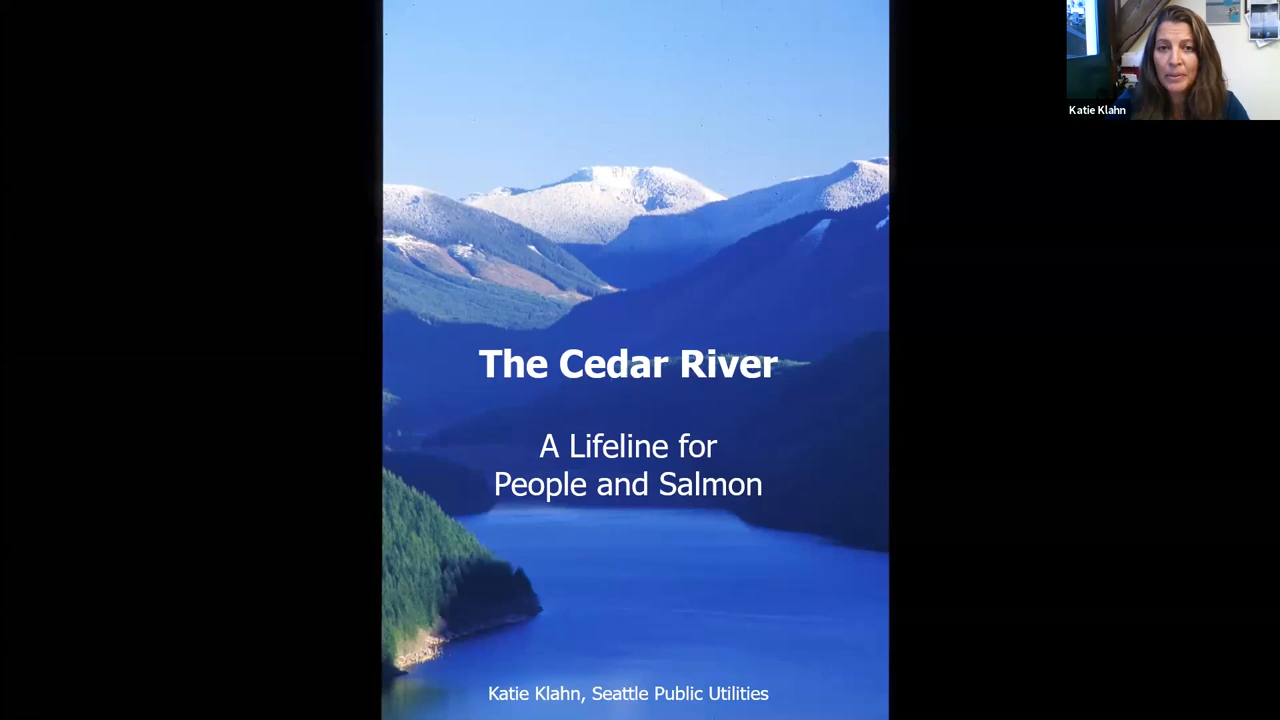 Katie Klahn
The Cedar River
A Lifeline for
People and Salmon
Katie Klahn, Seattle Public Utilities